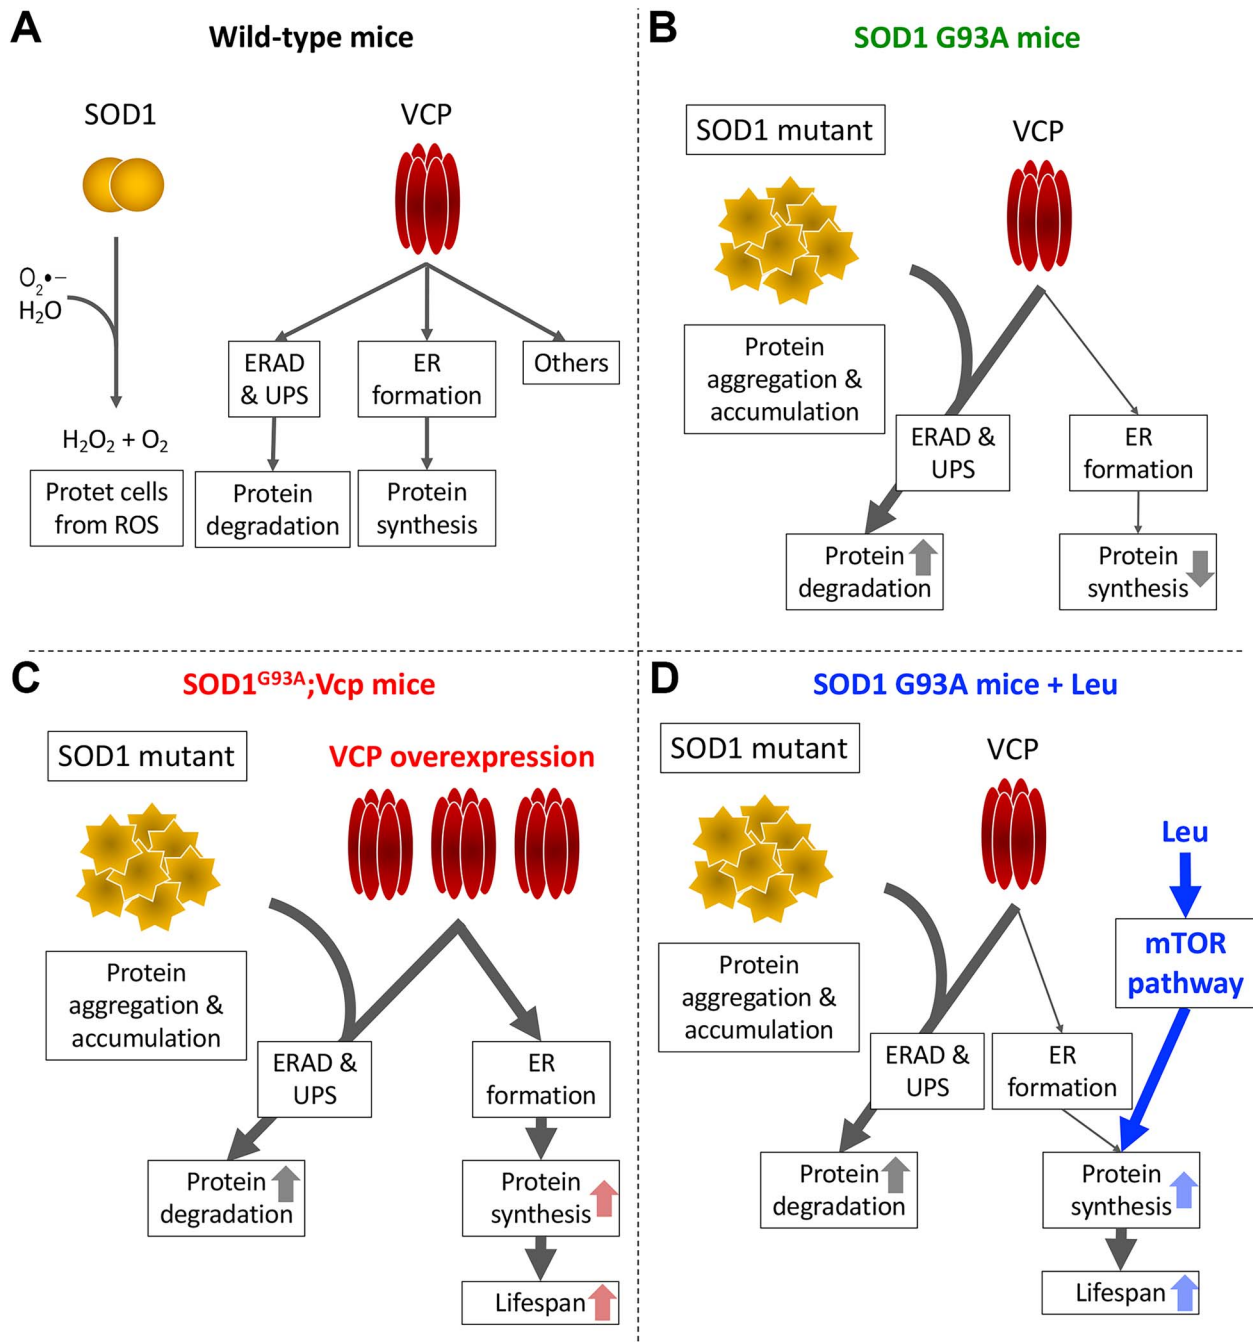 A
Wild-type mice
SOD1
VCP
O₂•−
H₂O
H₂O₂ + O₂
Protet cells
from ROS
ERAD
& UPS
ER
formation
Others
Protein
degradation
Protein
synthesis
B
SOD1 G93A mice
SOD1 mutant
VCP
Protein
aggregation &
accumulation
ERAD &
UPS
ER
formation
Protein
degradation
Protein
synthesis
C
SOD1ᴳ⁹³ᴬ;Vcp mice
SOD1 mutant
VCP overexpression
Protein
aggregation &
accumulation
ERAD &
UPS
ER
formation
Protein
degradation
Protein
synthesis
Lifespan
D
SOD1 G93A mice + Leu
SOD1 mutant
VCP
Leu
mTOR
pathway
Protein
aggregation &
accumulation
ERAD &
UPS
ER
formation
Protein
degradation
Protein
synthesis
Lifespan